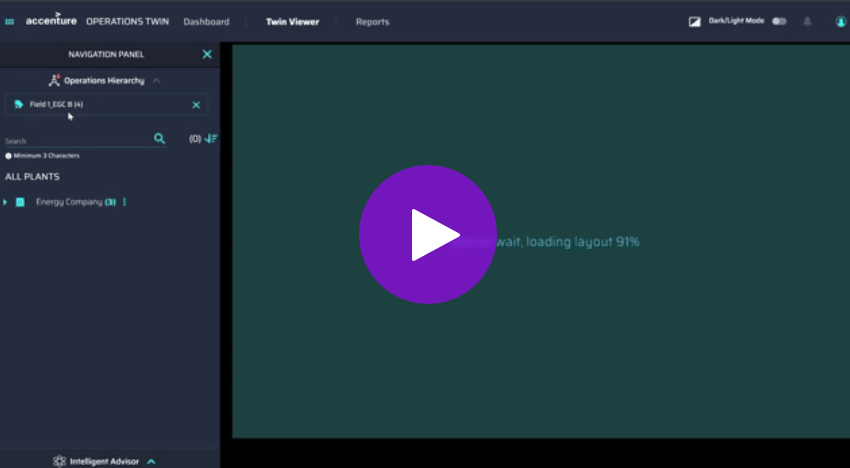 accenture OPERATIONS TWIN Dashboard Twin Viewer Reports Dark/Light Mode
NAVIGATION PANEL
Operations Hierarchy
Field 1_EGC B (4)
Search (0)
Minimum 3 Characters
ALL PLANTS
Energy Company (3)
wait, loading layout 91%
Intelligent Advisor